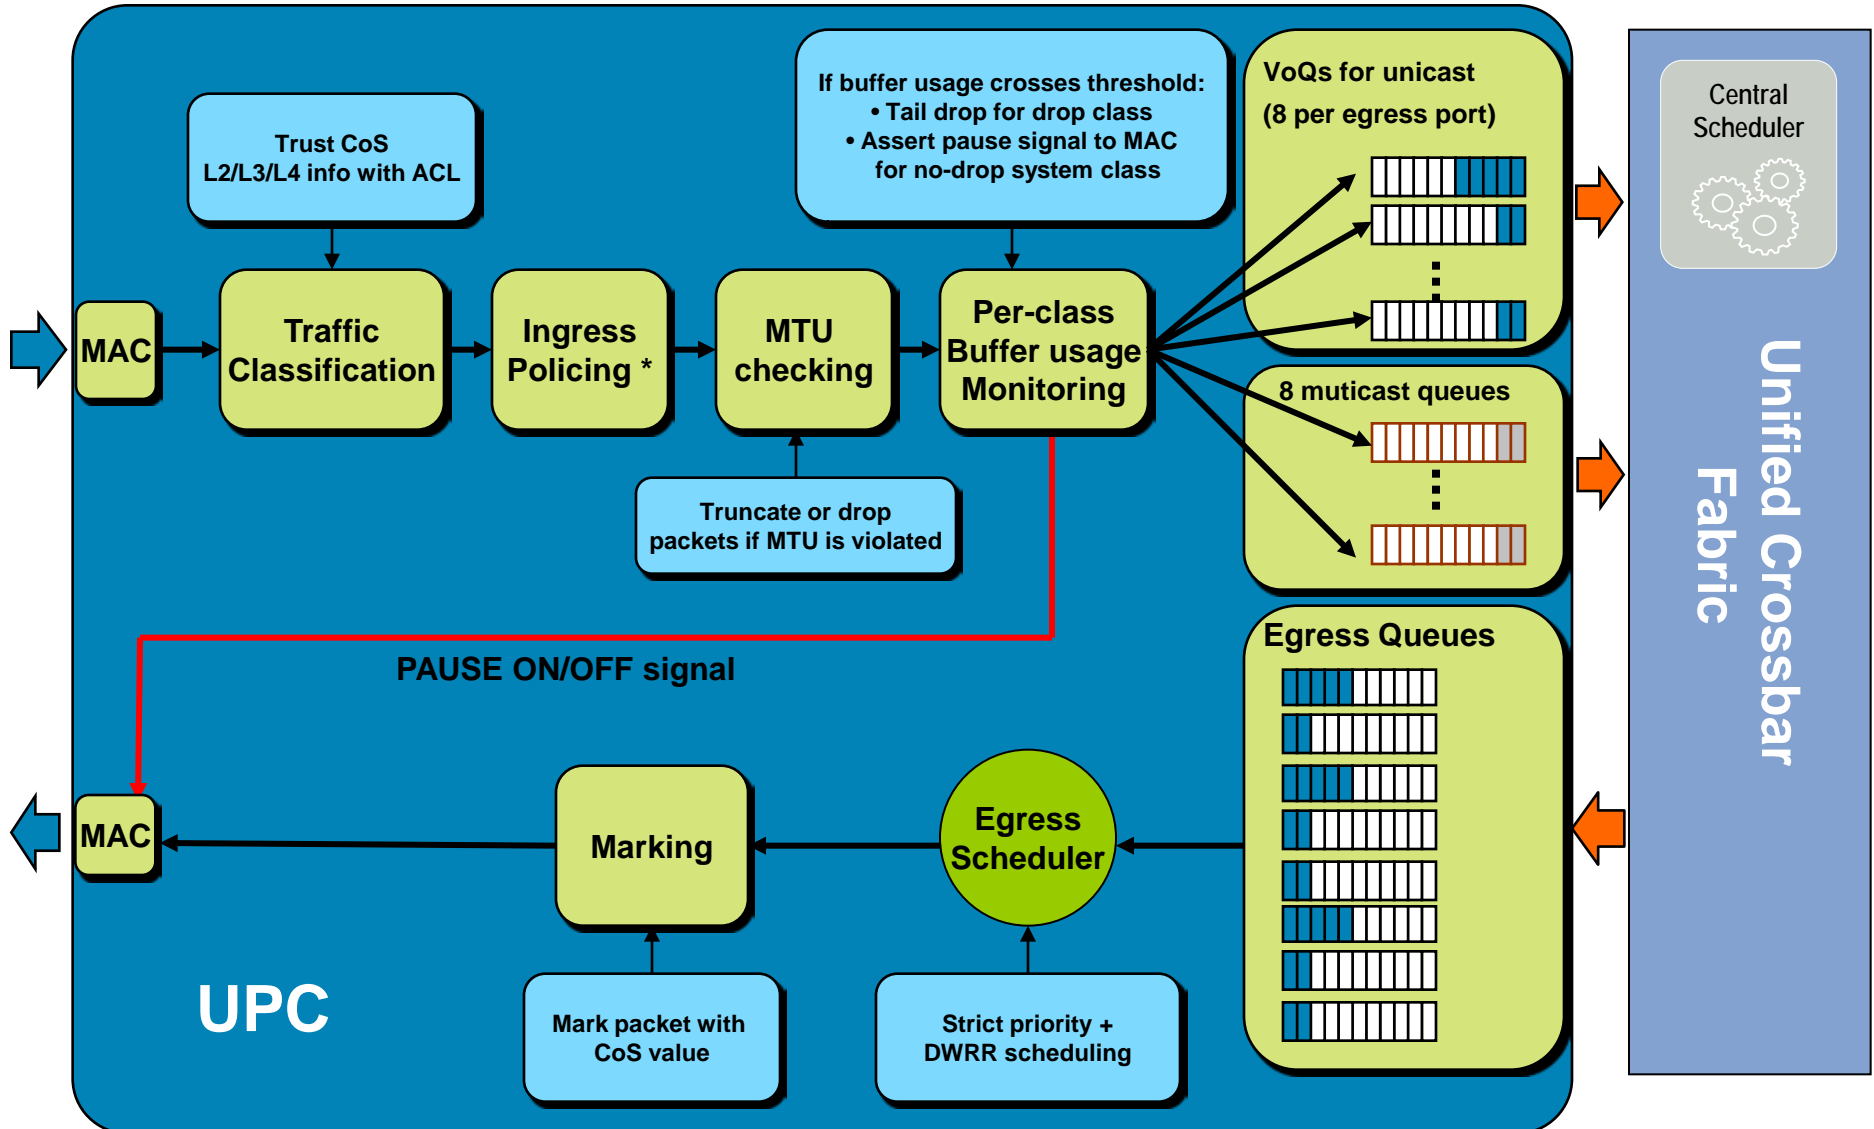 If buffer usage crosses threshold:
• Tail drop for drop class
• Assert pause signal to MAC
for no-drop system class
VoQs for unicast
(8 per egress port)
Central
Scheduler
Trust CoS
L2/L3/L4 info with ACL
MAC
Traffic
Classification
Ingress
Policing *
MTU
checking
Per-class
Buffer usage
Monitoring
8 muticast queues
Unified Crossbar
Fabric
Truncate or drop
packets if MTU is violated
PAUSE ON/OFF signal
Egress Queues
MAC
Marking
Egress
Scheduler
UPC
Mark packet with
CoS value
Strict priority +
DWRR scheduling